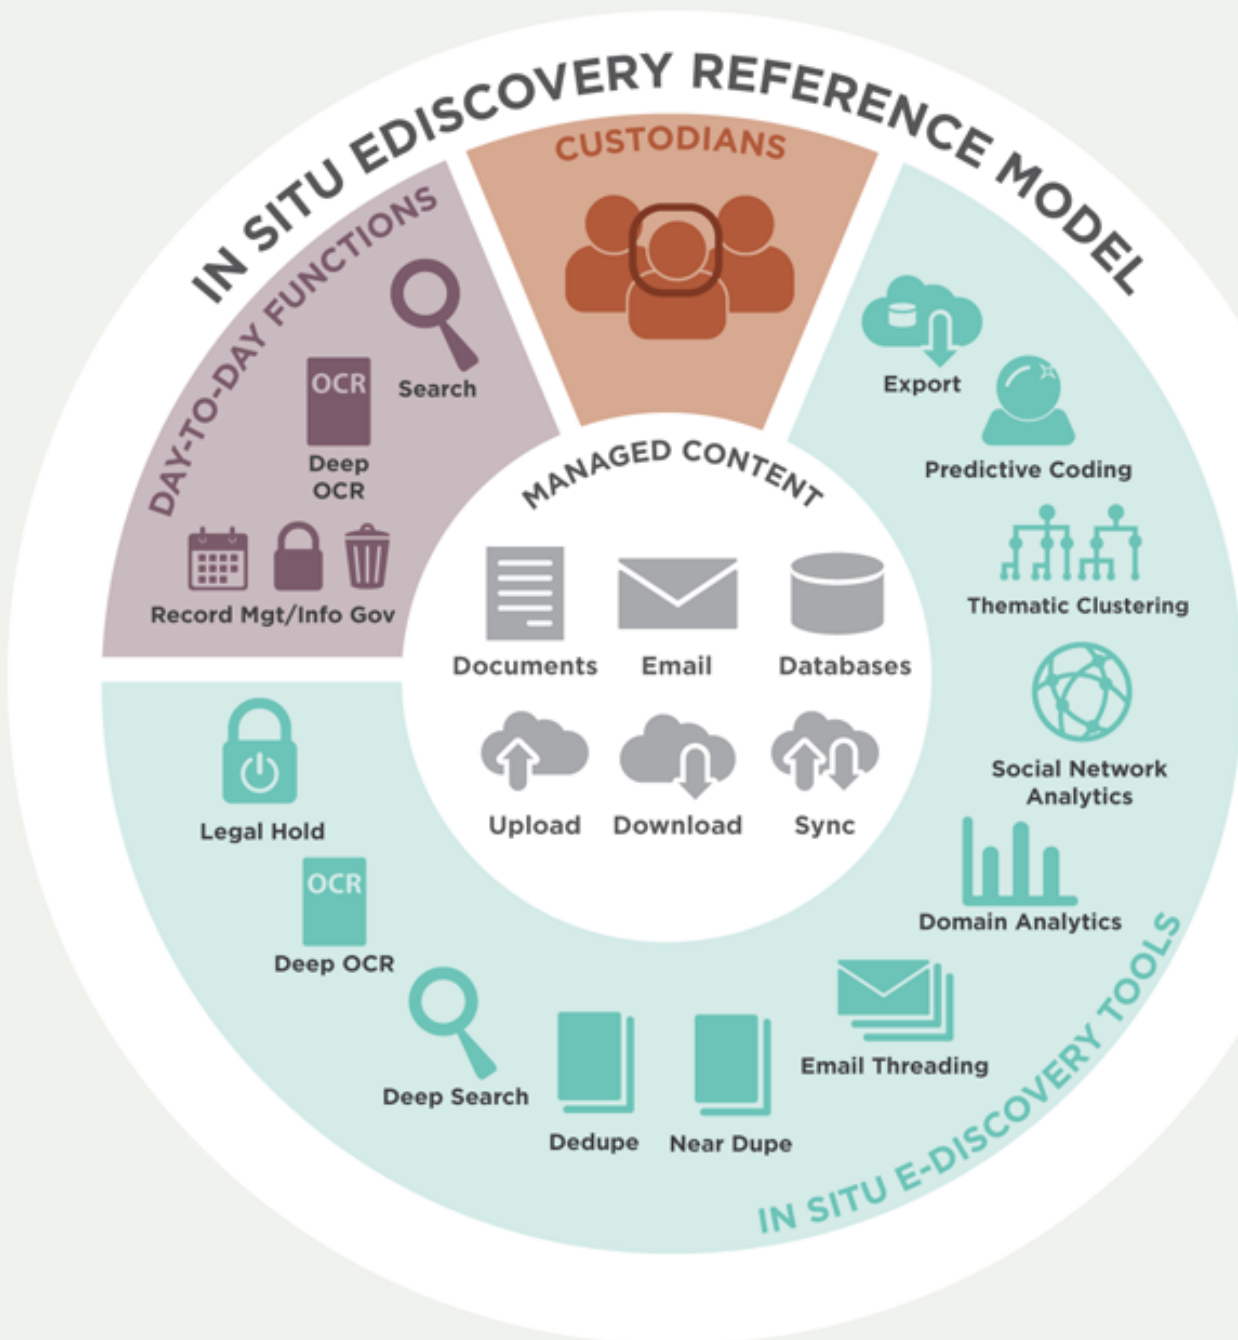 IN SITU EDISCOVERY REFERENCE MODEL
CUSTODIANS
DAY-TO-DAY FUNCTIONS
Search
OCR
Deep
OCR
Record Mgt/Info Gov
MANAGED CONTENT
Documents
Email
Databases
Upload
Download
Sync
Export
Predictive Coding
Thematic Clustering
Social Network
Analytics
Domain Analytics
Email Threading
Near Dupe
Dedupe
Deep Search
OCR
Deep OCR
Legal Hold
IN SITU E-DISCOVERY TOOLS